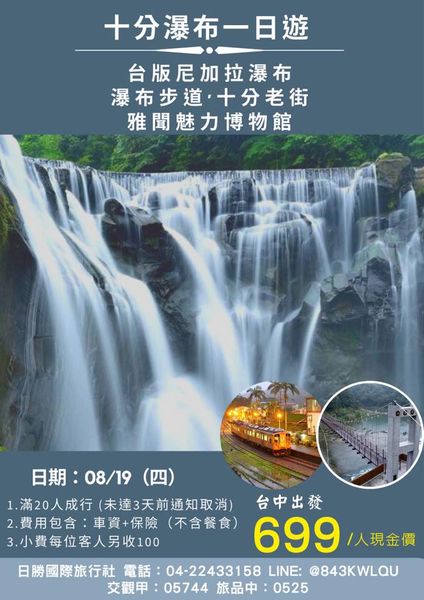 十分瀑布一日遊
台版尼加拉瀑布
瀑布步道·十分老街
雅聞魅力博物館
日期：08/19（四）
1.滿20人成行 (未達3天前通知取消)
2.費用包含：車資+保險（不含餐食）
3.小費每位客人另收100
台中出發
699/人現金價
日勝國際旅行社 電話：04-22433158 LINE: @843KWLQU
交觀甲：05744 旅品中：0525